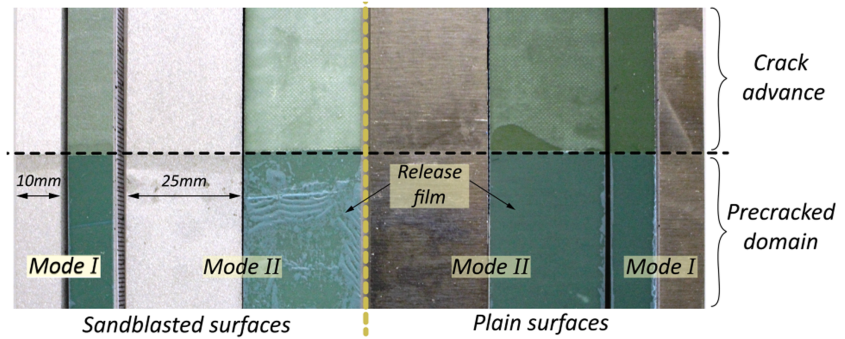 Crack
advance
10mm
25mm
Release
film
Precracked
domain
Mode I
Mode II
Mode II
Mode I
Sandblasted surfaces
Plain surfaces